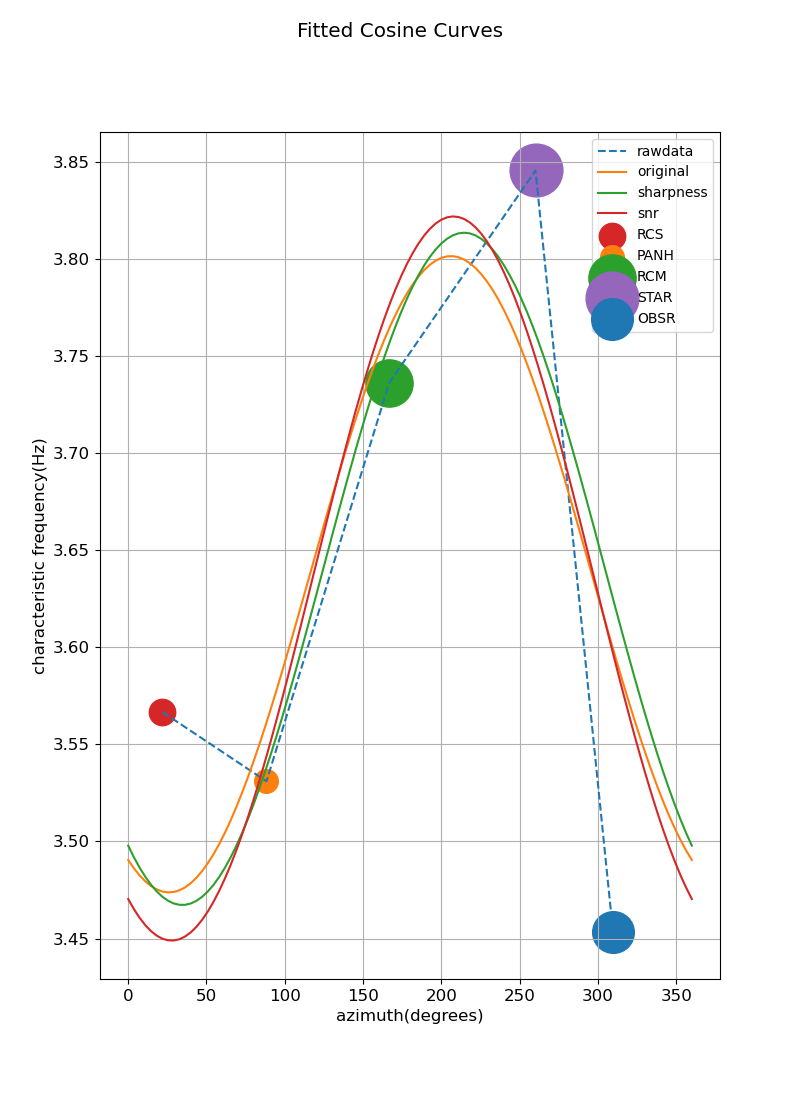 Fitted Cosine Curves
3.85
3.80
3.75
3.70
3.65
3.60
3.55
3.50
3.45
characteristic frequency(Hz)
rawdata
original
sharpness
snr
RCS
PANH
RCM
STAR
OBSR
0 50 100 150 200 250 300 350
azimuth(degrees)